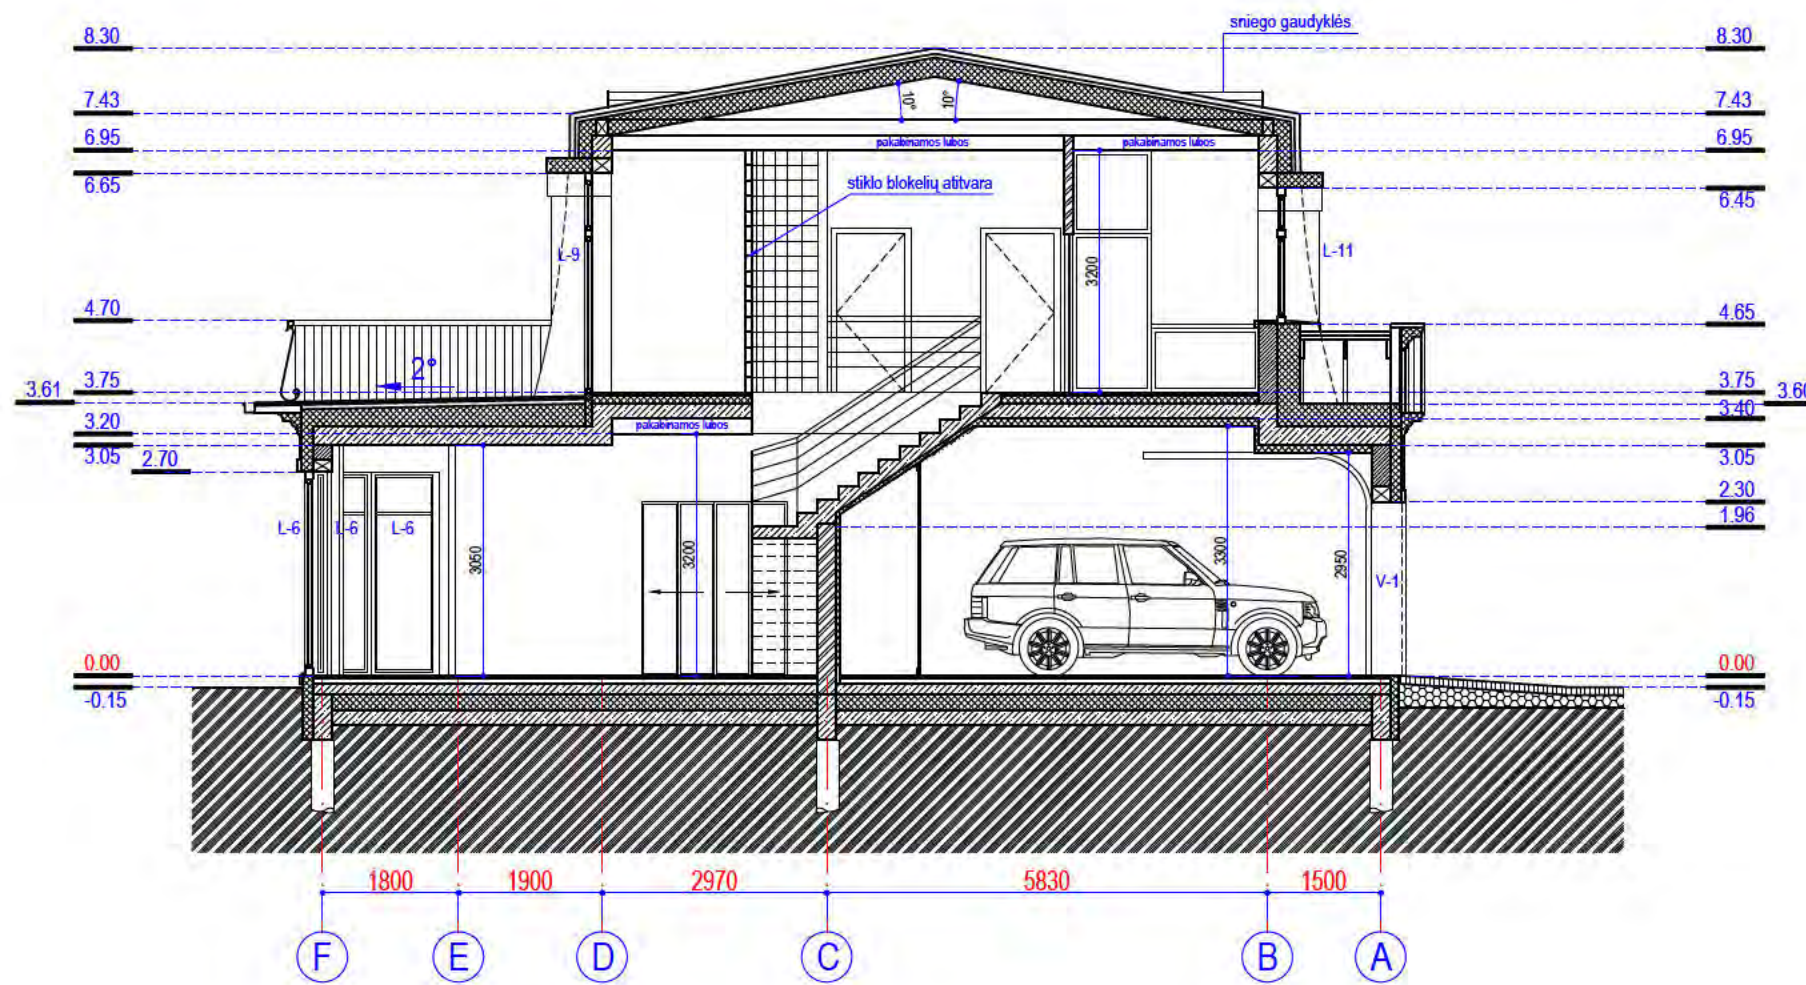 sniego gaudyklės
8.30
8.30
7.43
10°
10°
7.43
6.95
pakabinamos lubos
pakabinamos lubos
6.95
6.65
stiklo blokelių atitvara
6.45
L-9
L-11
3200
4.70
4.65
2°
3.61
3.75
3.75
3.60
3.20
pakabinamos lubos
3.40
3.05
2.70
3.05
2.30
L-6
L-6
L-6
1.96
3050
3200
3300
2950
V-1
0.00
0.00
-0.15
-0.15
1800
1900
2970
5830
1500
F
E
D
C
B
A